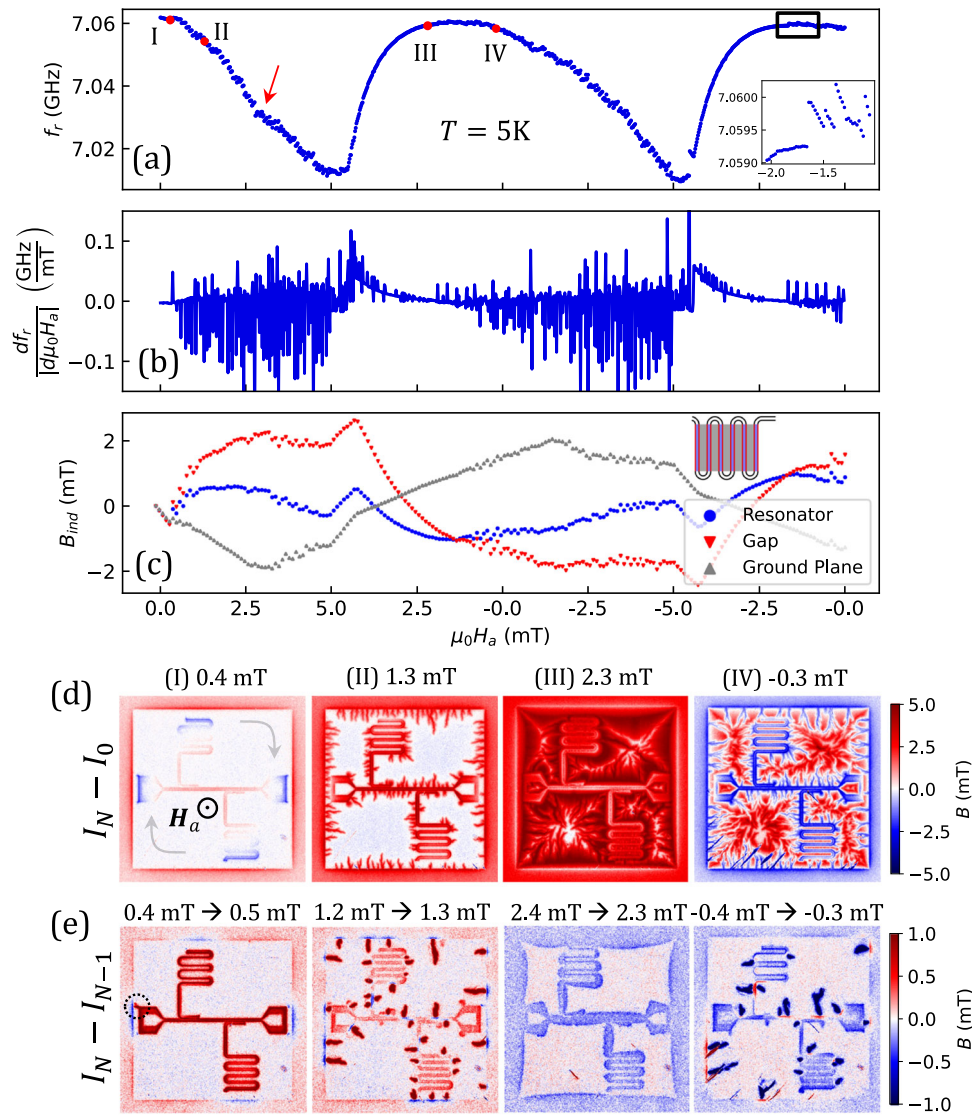 7.06
7.04
7.02
f_r (GHz)
(a)
I
II
III
IV
T = 5K
7.0600
7.0595
7.0590
−2.0
−1.5
0.1
0.0
-0.1
df_r
|dμ₀H_a|
(GHz
mT)
(b)
2
0
−2
B_ind (mT)
(c)
Resonator
Gap
Ground Plane
0.0 2.5 5.0 2.5 -0.0 -2.5 -5.0 -2.5 -0.0
μ₀H_a (mT)
(d)
(I) 0.4 mT (II) 1.3 mT (III) 2.3 mT (IV) -0.3 mT
I_N − I_0
H_a
5.0
2.5
0.0
−2.5
−5.0
B (mT)
(e)
0.4 mT → 0.5 mT 1.2 mT → 1.3 mT 2.4 mT → 2.3 mT -0.4 mT → -0.3 mT
I_N − I_{N−1}
1.0
0.5
0.0
−0.5
−1.0
B (mT)